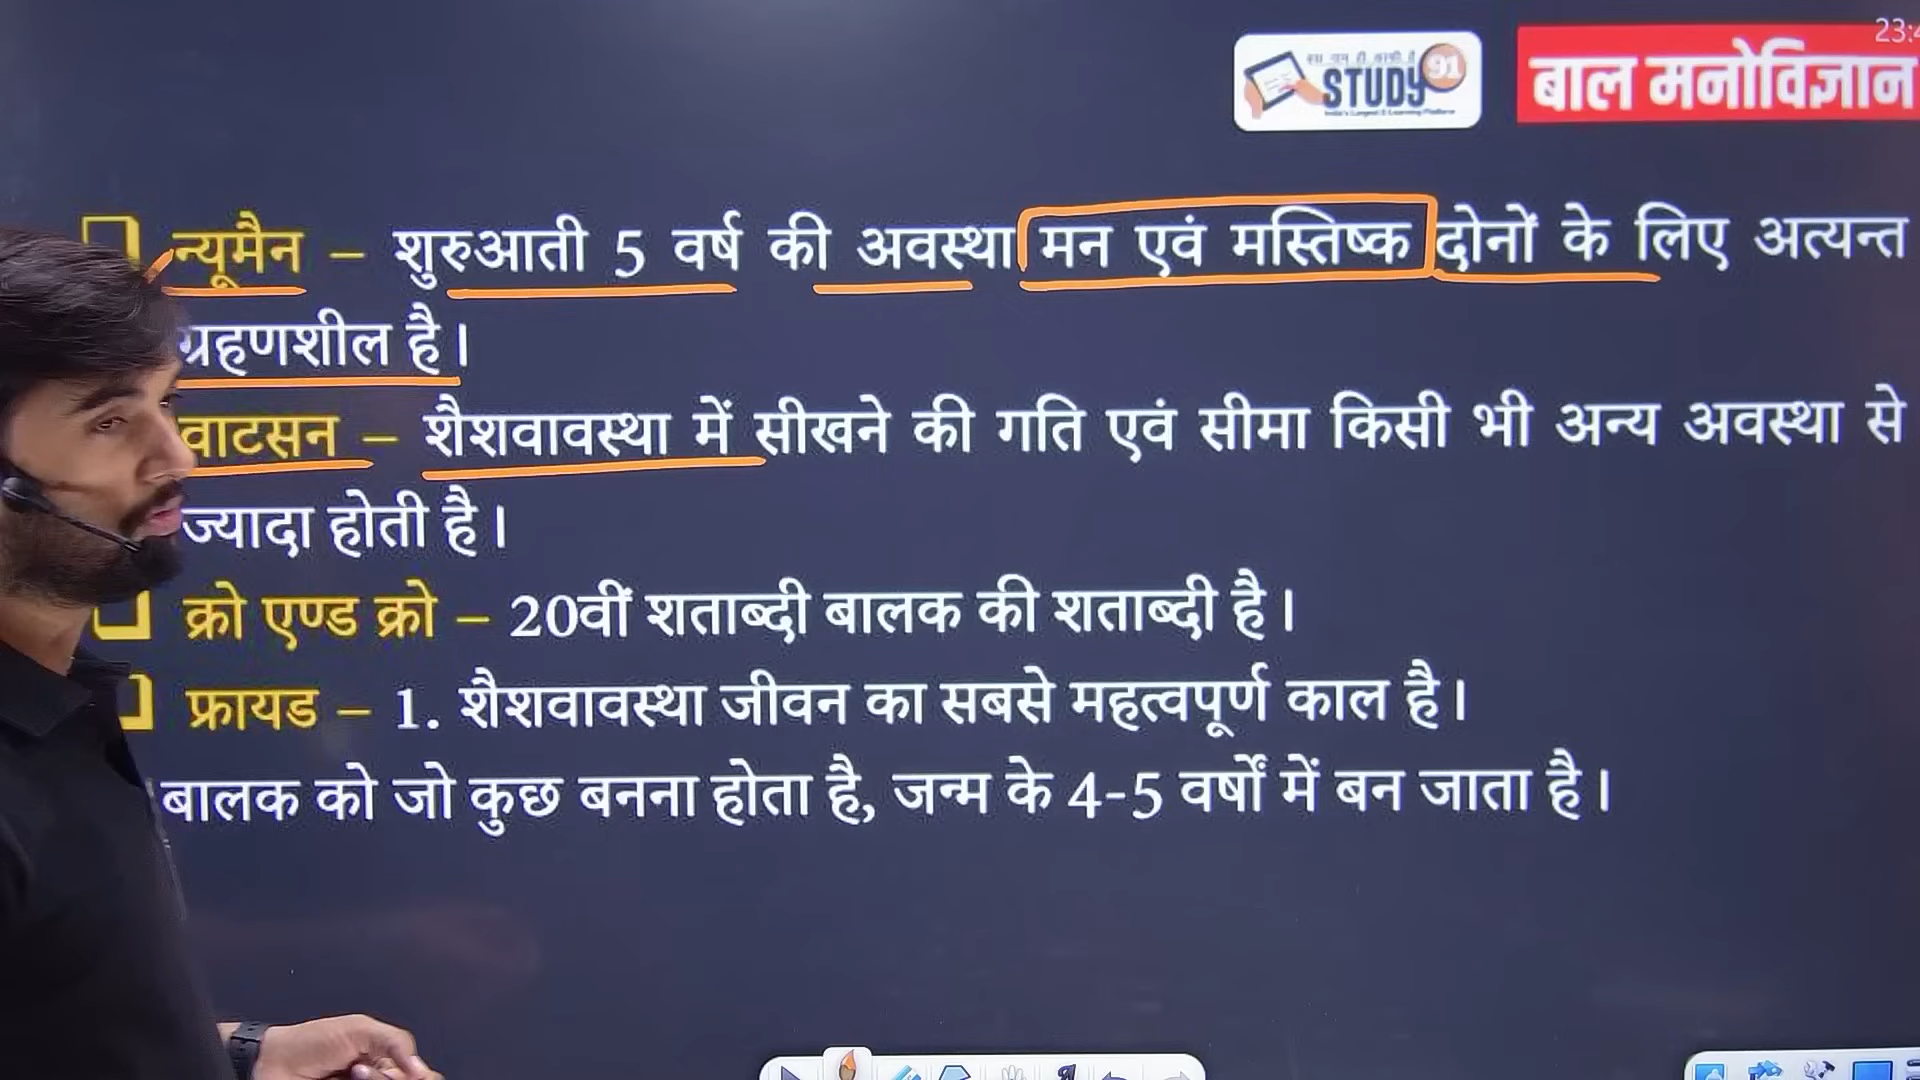 23:4
STUDY 91
बाल मनोविज्ञान
न्यूमैन – शुरुआती 5 वर्ष की अवस्था मन एवं मस्तिष्क दोनों के लिए अत्यन्त
ग्रहणशील है।
वाटसन – शैशवावस्था में सीखने की गति एवं सीमा किसी भी अन्य अवस्था से
ज्यादा होती है।
क्रो एण्ड क्रो – 20वीं शताब्दी बालक की शताब्दी है।
फ्रायड – 1. शैशवावस्था जीवन का सबसे महत्वपूर्ण काल है।
बालक को जो कुछ बनना होता है, जन्म के 4-5 वर्षों में बन जाता है।